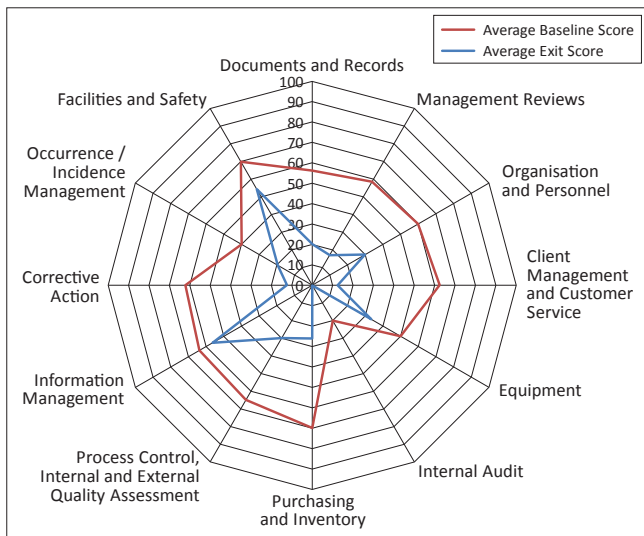 Average Baseline Score
Average Exit Score
Documents and Records
100
90
80
70
60
50
40
30
20
10
0
Management Reviews
Organisation
and Personnel
Client
Management
and Customer
Service
Equipment
Internal Audit
Purchasing
and Inventory
Process Control,
Internal and External
Quality Assessment
Information
Management
Corrective
Action
Occurrence /
Incidence
Management
Facilities and Safety